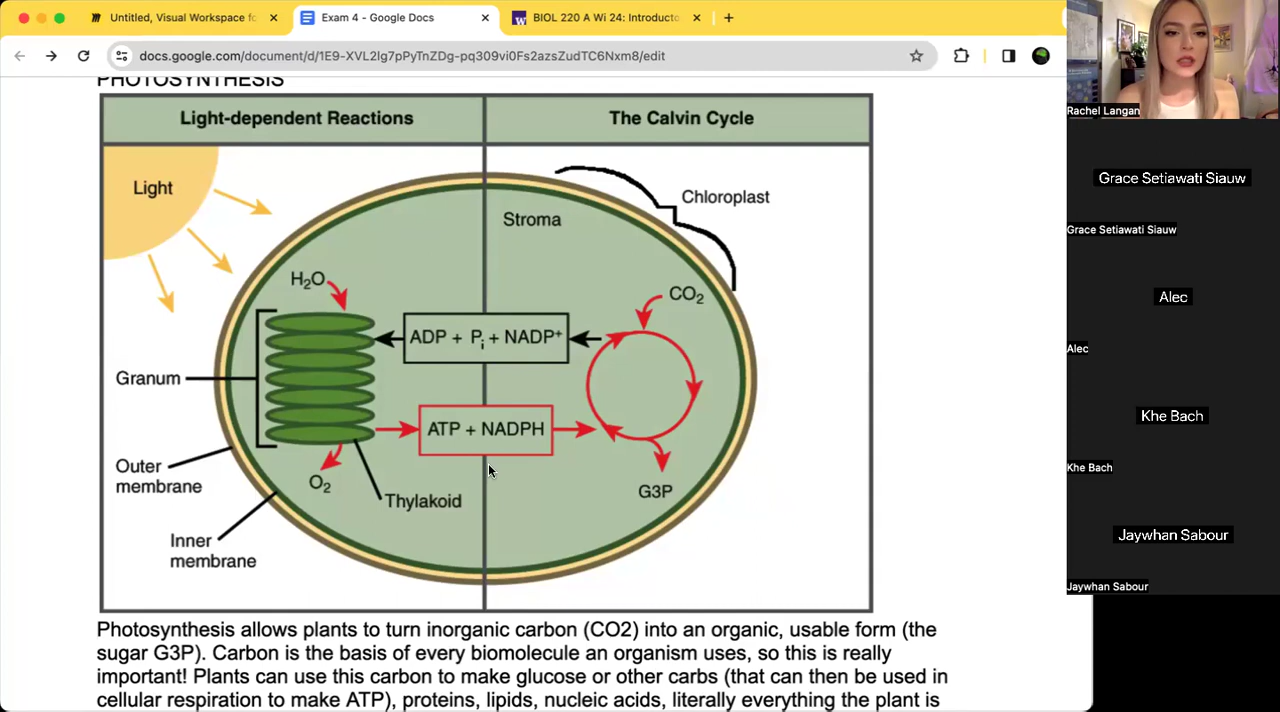 Untitled, Visual Workspace fo
Exam 4 - Google Docs
BIOL 220 A Wi 24: Introducto
docs.google.com/document/d/1E9-XVL2Ig7pPyTnZDg-pq309vi0Fs2azsZudTC6Nxm8/edit
PHOTOSYNTHESIS
Light-dependent Reactions
The Calvin Cycle
Light
Chloroplast
Stroma
H₂O
CO₂
ADP + Pᵢ + NADP⁺
Granum
ATP + NADPH
Outer
membrane
O₂
Thylakoid
G3P
Inner
membrane
Photosynthesis allows plants to turn inorganic carbon (CO2) into an organic, usable form (the
sugar G3P). Carbon is the basis of every biomolecule an organism uses, so this is really
important! Plants can use this carbon to make glucose or other carbs (that can then be used in
cellular respiration to make ATP), proteins, lipids, nucleic acids, literally everything the plant is
Rachel Langan
Grace Setiawati Siauw
Grace Setiawati Siauw
Alec
Alec
Khe Bach
Khe Bach
Jaywhan Sabour
Jaywhan Sabour